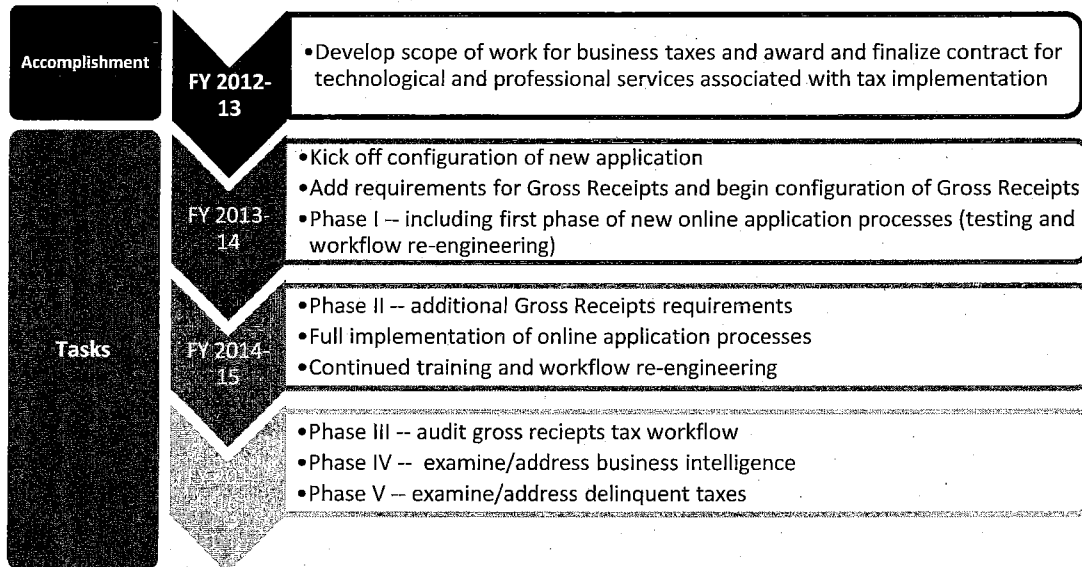 Accomplishment
FY 2012-
13
•Develop scope of work for business taxes and award and finalize contract for
technological and professional services associated with tax implementation
Tasks
FY 2013-
14
•Kick off configuration of new application
•Add requirements for Gross Receipts and begin configuration of Gross Receipts
•Phase I -- including first phase of new online application processes (testing and
workflow re-engineering)
FY 2014-
15
•Phase II -- additional Gross Receipts requirements
•Full implementation of online application processes
•Continued training and workflow re-engineering
•Phase III -- audit gross reciepts tax workflow
•Phase IV -- examine/address business intelligence
•Phase V -- examine/address delinquent taxes